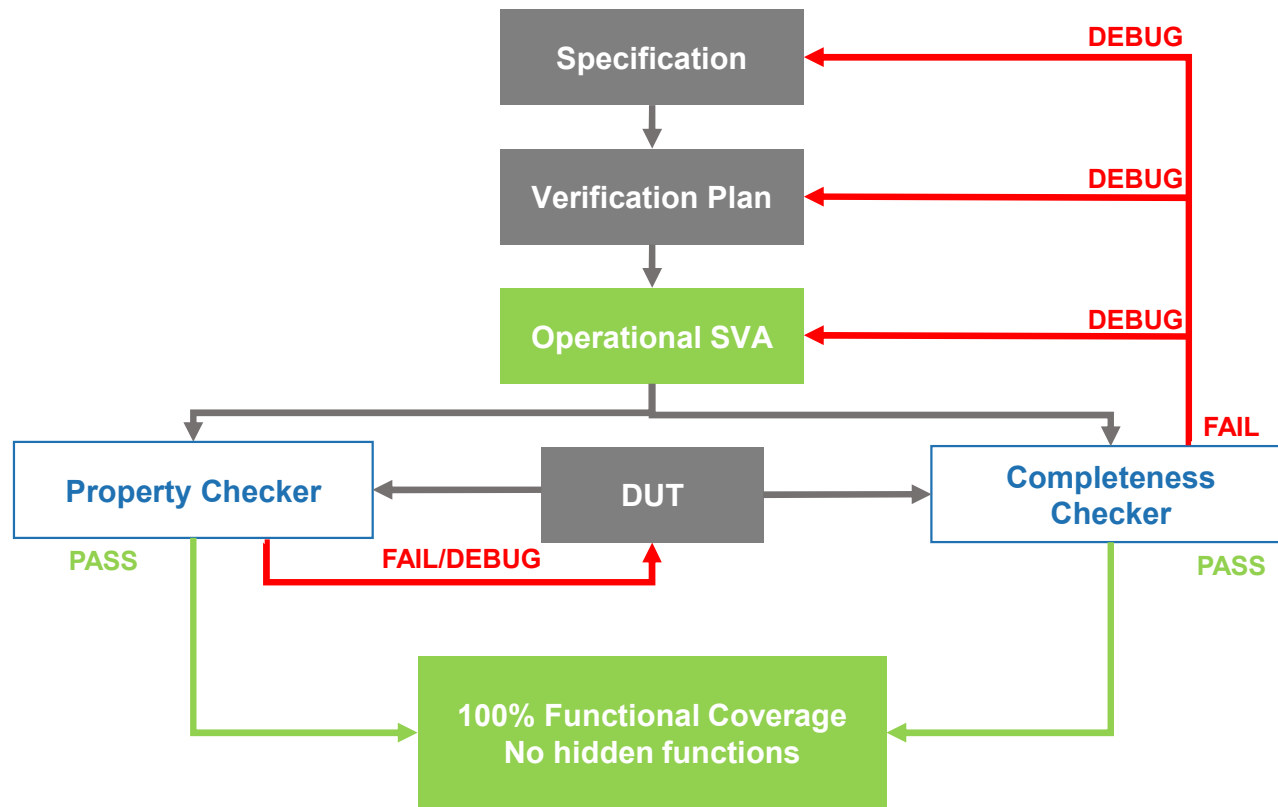 DEBUG
Specification
DEBUG
Verification Plan
DEBUG
Operational SVA
FAIL
Property Checker
DUT
Completeness
Checker
PASS
FAIL/DEBUG
PASS
100% Functional Coverage
No hidden functions